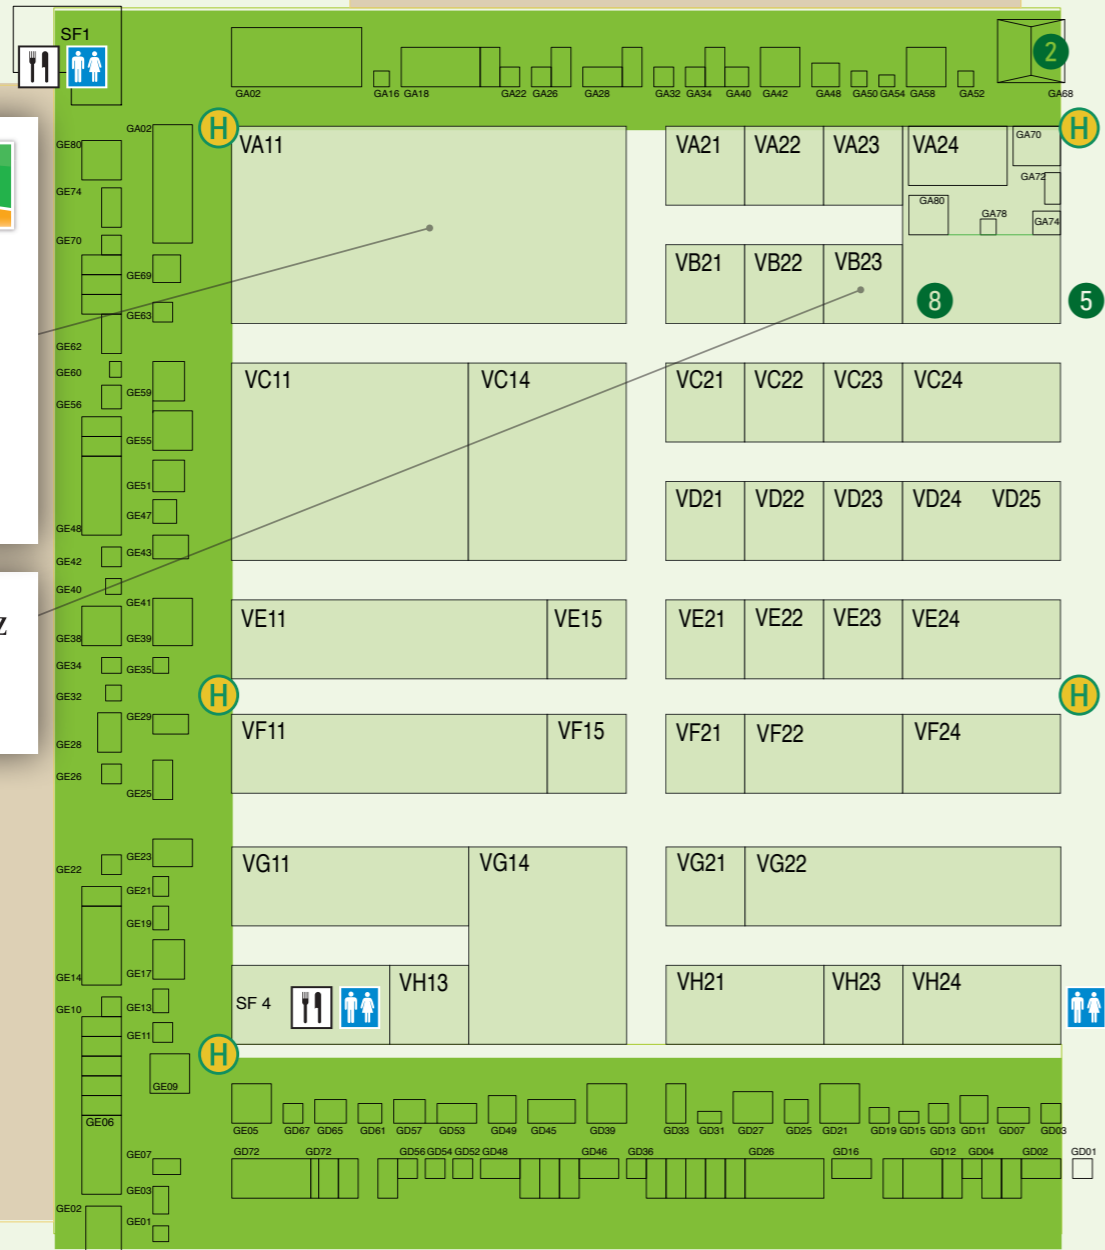 SF1
2
GA02 GA16 GA18 GA22 GA26 GA28 GA32 GA34 GA40 GA42 GA48 GA50 GA54 GA58 GA52 GA68
GA02 H H
GE80 VA11 VA21 VA22 VA23 VA24 GA70
GA72
GE74 GA80 GA78 GA74
GE70 VB21 VB22 VB23
GE69
8 5
GE63
GE62
GE60 VC11 VC14 VC21 VC22 VC23 VC24
GE59
GE56
GE55
GE51
VD21 VD22 VD23 VD24 VD25
GE47
GE48
GE43
GE42
GE40
GE41
VE11 VE15 VE21 VE22 VE23 VE24
z
GE38 GE39
GE34 GE35
GE32 H H
GE29
VF11 VF15 VF21 VF22 VF24
GE28
GE26
GE25
GE23
GE22 VG11 VG14 VG21 VG22
GE21
GE19
GE14 GE17
VH13 VH21 VH23 VH24
SF 4
GE10 GE13
GE11
H
GE09
GE06
GE05 GD67 GD65 GD61 GD57 GD53 GD49 GD45 GD39 GD33 GD31 GD27 GD25 GD21 GD19 GD15 GD13 GD11 GD07 GD03
GE07 GD72 GD72 GD56 GD54 GD52 GD48 GD46 GD36 GD26 GD16 GD12 GD04 GD02 GD01
GE03
GE02
GE01